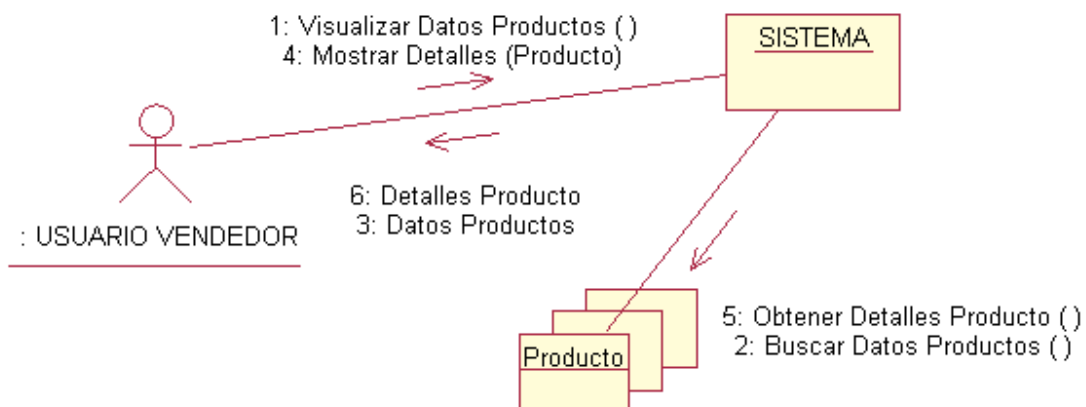 1: Visualizar Datos Productos ( )
4: Mostrar Detalles (Producto)
SISTEMA
6: Detalles Producto
3: Datos Productos
: USUARIO VENDEDOR
5: Obtener Detalles Producto ( )
2: Buscar Datos Productos ( )
Producto